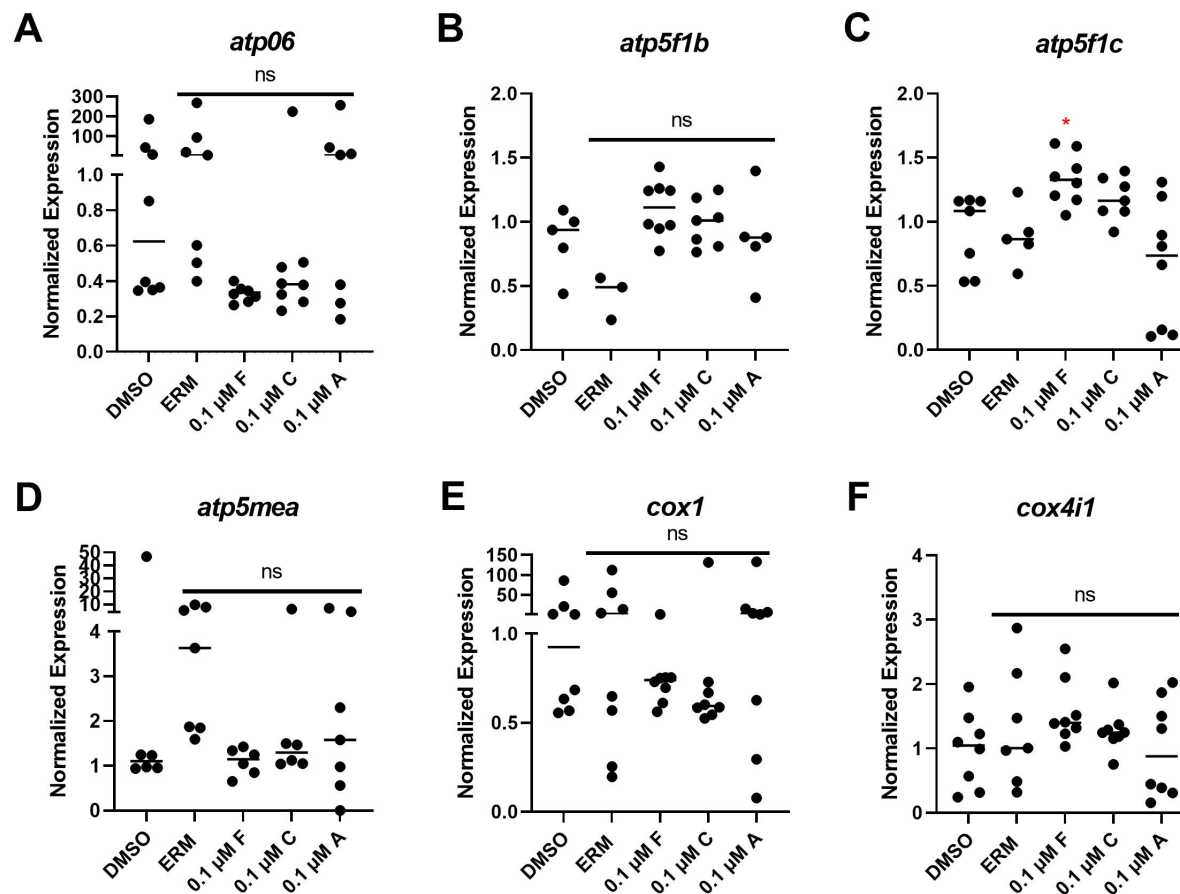 A
atp06
ns
Normalized Expression
300
200
100
1.0
0.8
0.6
0.4
0.2
0.0
DMSO
ERM
0.1 µM F
0.1 µM C
0.1 µM A
B
atp5f1b
ns
Normalized Expression
2.0
1.5
1.0
0.5
0.0
DMSO
ERM
0.1 µM F
0.1 µM C
0.1 µM A
C
atp5f1c
*
Normalized Expression
2.0
1.5
1.0
0.5
0.0
DMSO
ERM
0.1 µM F
0.1 µM C
0.1 µM A
D
atp5mea
ns
Normalized Expression
50
40
30
20
10
4
3
2
1
0
DMSO
ERM
0.1 µM F
0.1 µM C
0.1 µM A
E
cox1
ns
Normalized Expression
150
100
50
1.0
0.5
0.0
DMSO
ERM
0.1 µM F
0.1 µM C
0.1 µM A
F
cox4i1
ns
Normalized Expression
4
3
2
1
0
DMSO
ERM
0.1 µM F
0.1 µM C
0.1 µM A